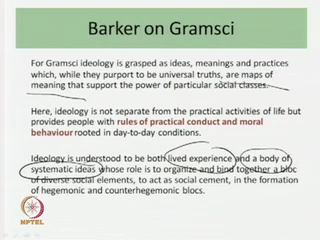 Barker on Gramsci
For Gramsci ideology is grasped as ideas, meanings and practices
which, while they purport to be universal truths, are maps of
meaning that support the power of particular social classes.
Here, ideology is not separate from the practical activities of life but
provides people with rules of practical conduct and moral
behaviour rooted in day-to-day conditions.
Ideology is understood to be both lived experience and a body of
systematic ideas whose role is to organize and bind together a bloc
of diverse social elements, to act as social cement, in the formation
of hegemonic and counterhegemonic blocs.
NPTEL